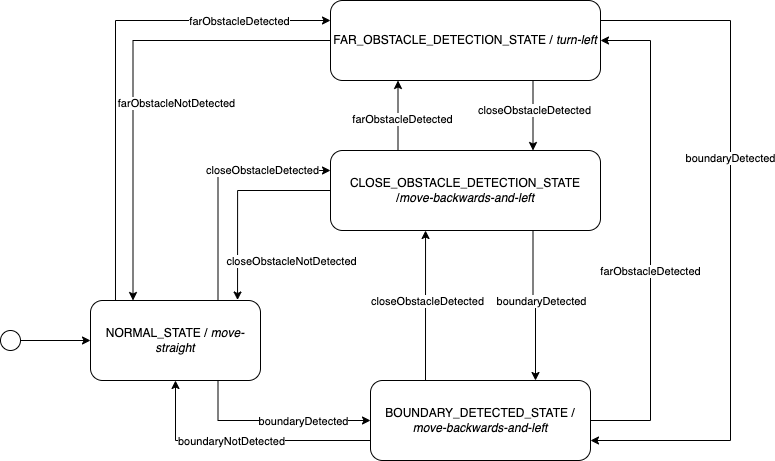 farObstacleDetected
FAR_OBSTACLE_DETECTION_STATE / turn-left
farObstacleNotDetected
farObstacleDetected
closeObstacleDetected
boundaryDetected
closeObstacleDetected
CLOSE_OBSTACLE_DETECTION_STATE
/move-backwards-and-left
closeObstacleNotDetected
closeObstacleDetected
boundaryDetected
farObstacleDetected
NORMAL_STATE / move-
straight
boundaryDetected
boundaryNotDetected
BOUNDARY_DETECTED_STATE /
move-backwards-and-left